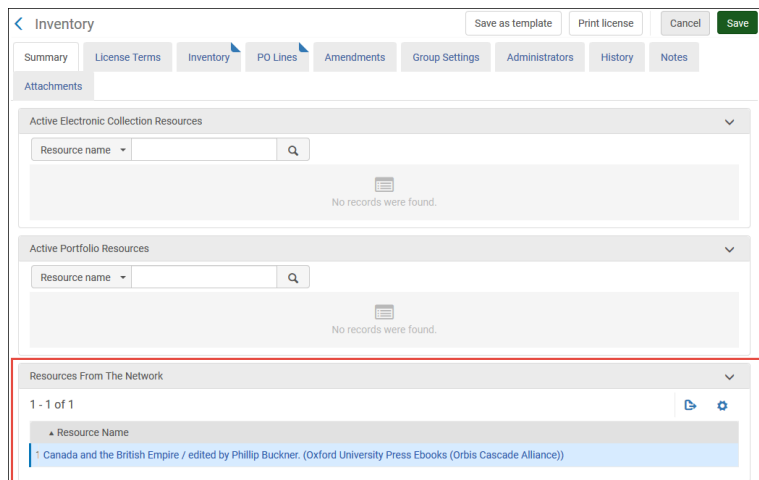 Inventory Save as template Print license Cancel Save
Summary License Terms Inventory PO Lines Amendments Group Settings Administrators History Notes
Attachments
Active Electronic Collection Resources
Resource name
No records were found.
Active Portfolio Resources
Resource name
No records were found.
Resources From The Network
1 - 1 of 1
Resource Name
1 Canada and the British Empire / edited by Phillip Buckner. (Oxford University Press Ebooks (Orbis Cascade Alliance))